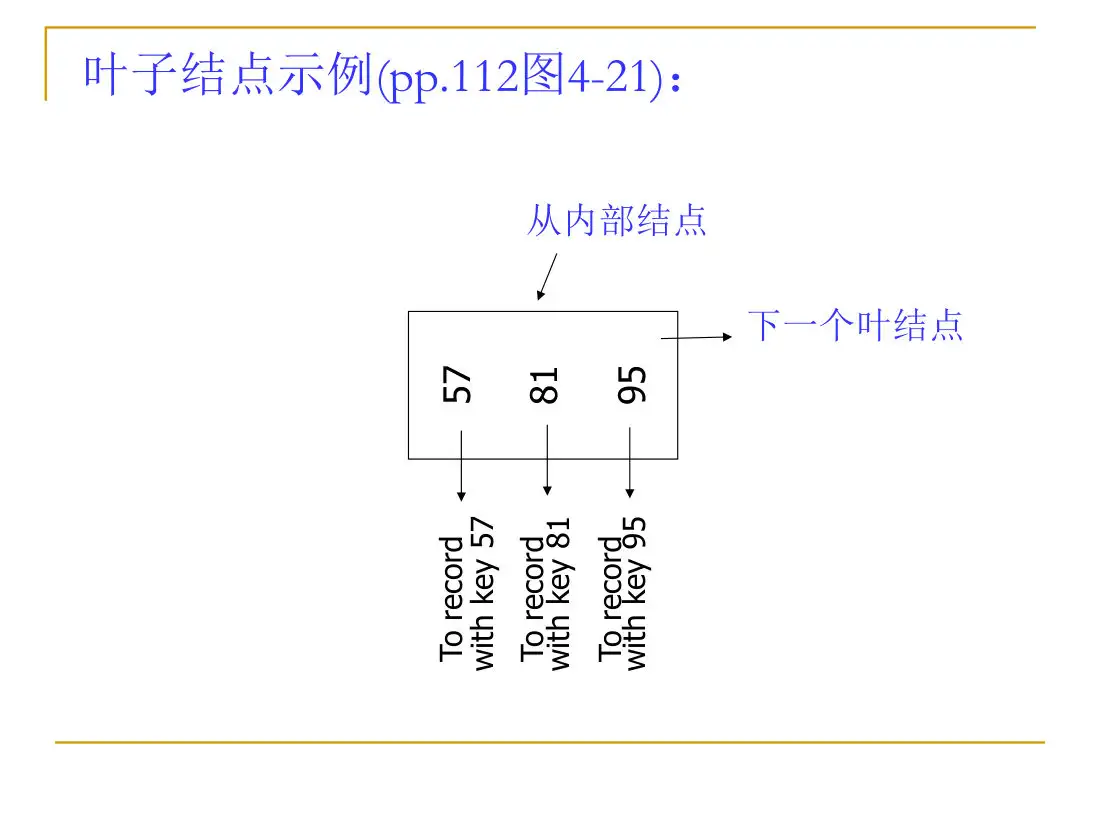 叶子结点示例(pp.112图4-21)：
从内部结点
下一个叶结点
57
81
95
To record
with key 57
To record
with key 81
To record
with key 95